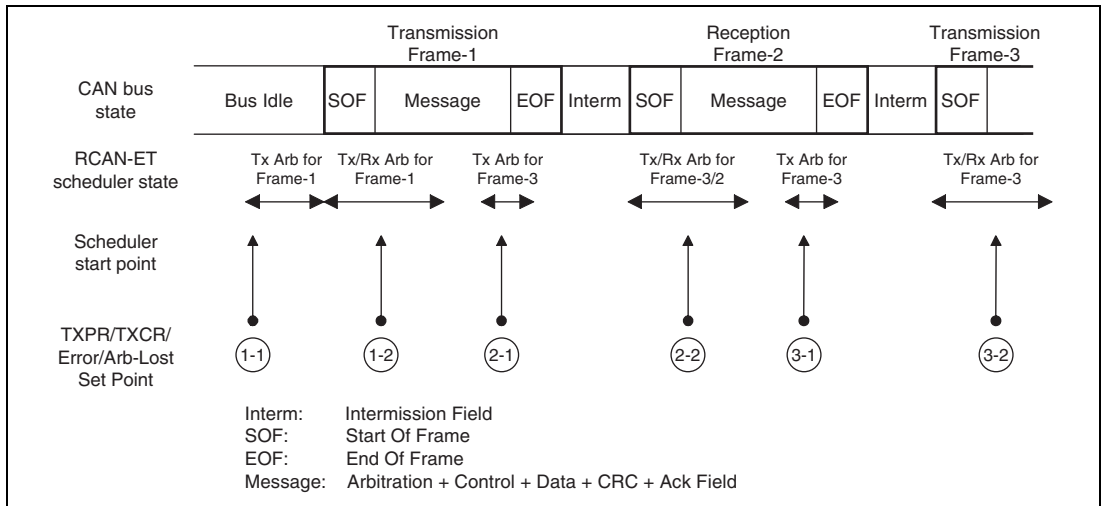 Transmission
Frame-1
Reception
Frame-2
Transmission
Frame-3
CAN bus
state
Bus Idle SOF Message EOF Interm SOF Message EOF Interm SOF
RCAN-ET
scheduler state
Tx Arb for
Frame-1
Tx/Rx Arb for
Frame-1
Tx Arb for
Frame-3
Tx/Rx Arb for
Frame-3/2
Tx Arb for
Frame-3
Tx/Rx Arb for
Frame-3
Scheduler
start point
TXPR/TXCR/
Error/Arb-Lost
Set Point
1-1 1-2 2-1 2-2 3-1 3-2
Interm: Intermission Field
SOF: Start Of Frame
EOF: End Of Frame
Message: Arbitration + Control + Data + CRC + Ack Field